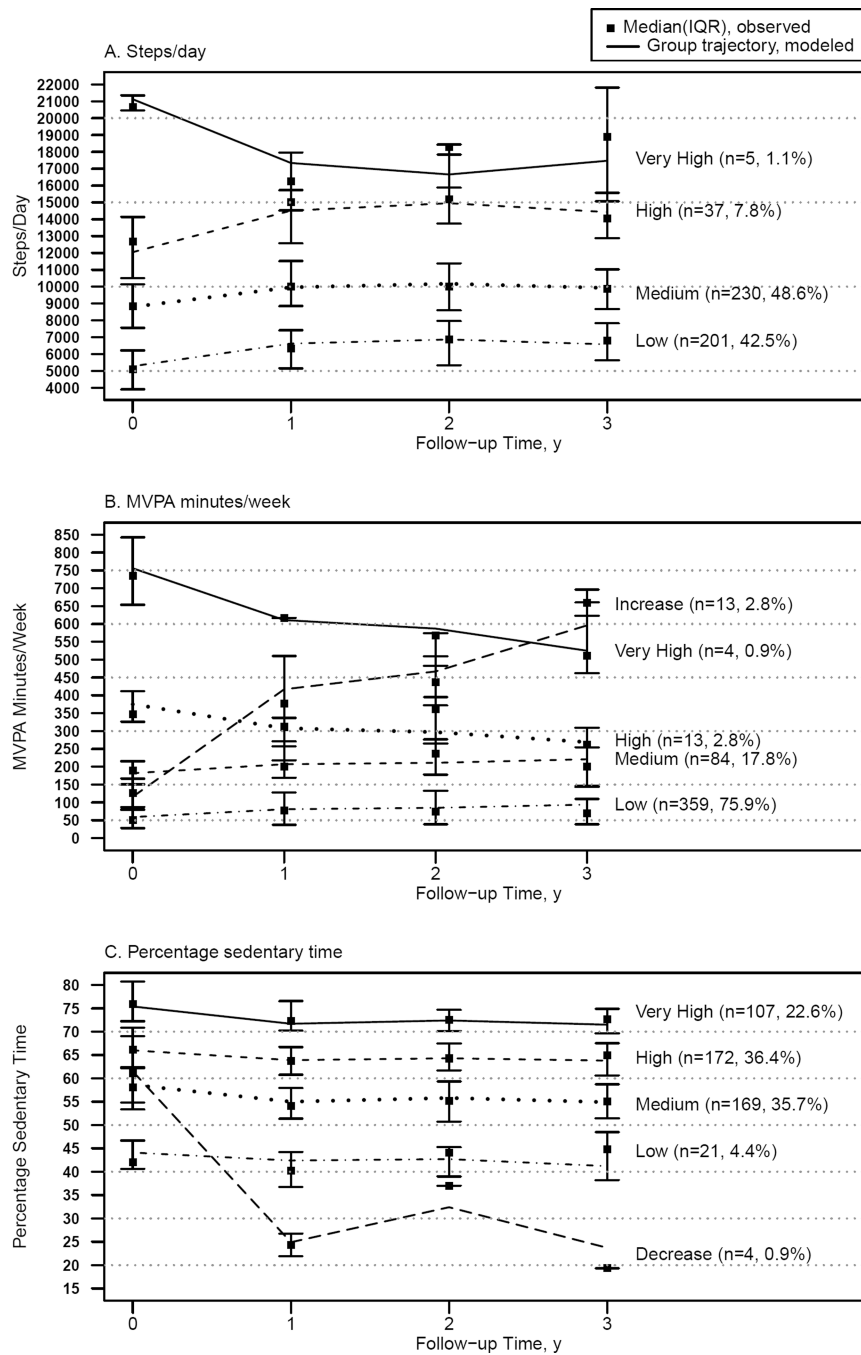 Median(IQR), observed
Group trajectory, modeled
A. Steps/day
22000
21000
20000
19000
18000
17000
16000
15000
14000
13000
12000
11000
10000
9000
8000
7000
6000
5000
4000
Steps/Day
Very High (n=5, 1.1%)
High (n=37, 7.8%)
Medium (n=230, 48.6%)
Low (n=201, 42.5%)
0 1 2 3
Follow−up Time, y
B. MVPA minutes/week
850
800
750
700
650
600
550
500
450
400
350
300
250
200
150
100
50
0
MVPA Minutes/Week
Increase (n=13, 2.8%)
Very High (n=4, 0.9%)
High (n=13, 2.8%)
Medium (n=84, 17.8%)
Low (n=359, 75.9%)
0 1 2 3
Follow−up Time, y
C. Percentage sedentary time
80
75
70
65
60
55
50
45
40
35
30
25
20
15
Percentage Sedentary Time
Very High (n=107, 22.6%)
High (n=172, 36.4%)
Medium (n=169, 35.7%)
Low (n=21, 4.4%)
Decrease (n=4, 0.9%)
0 1 2 3
Follow−up Time, y